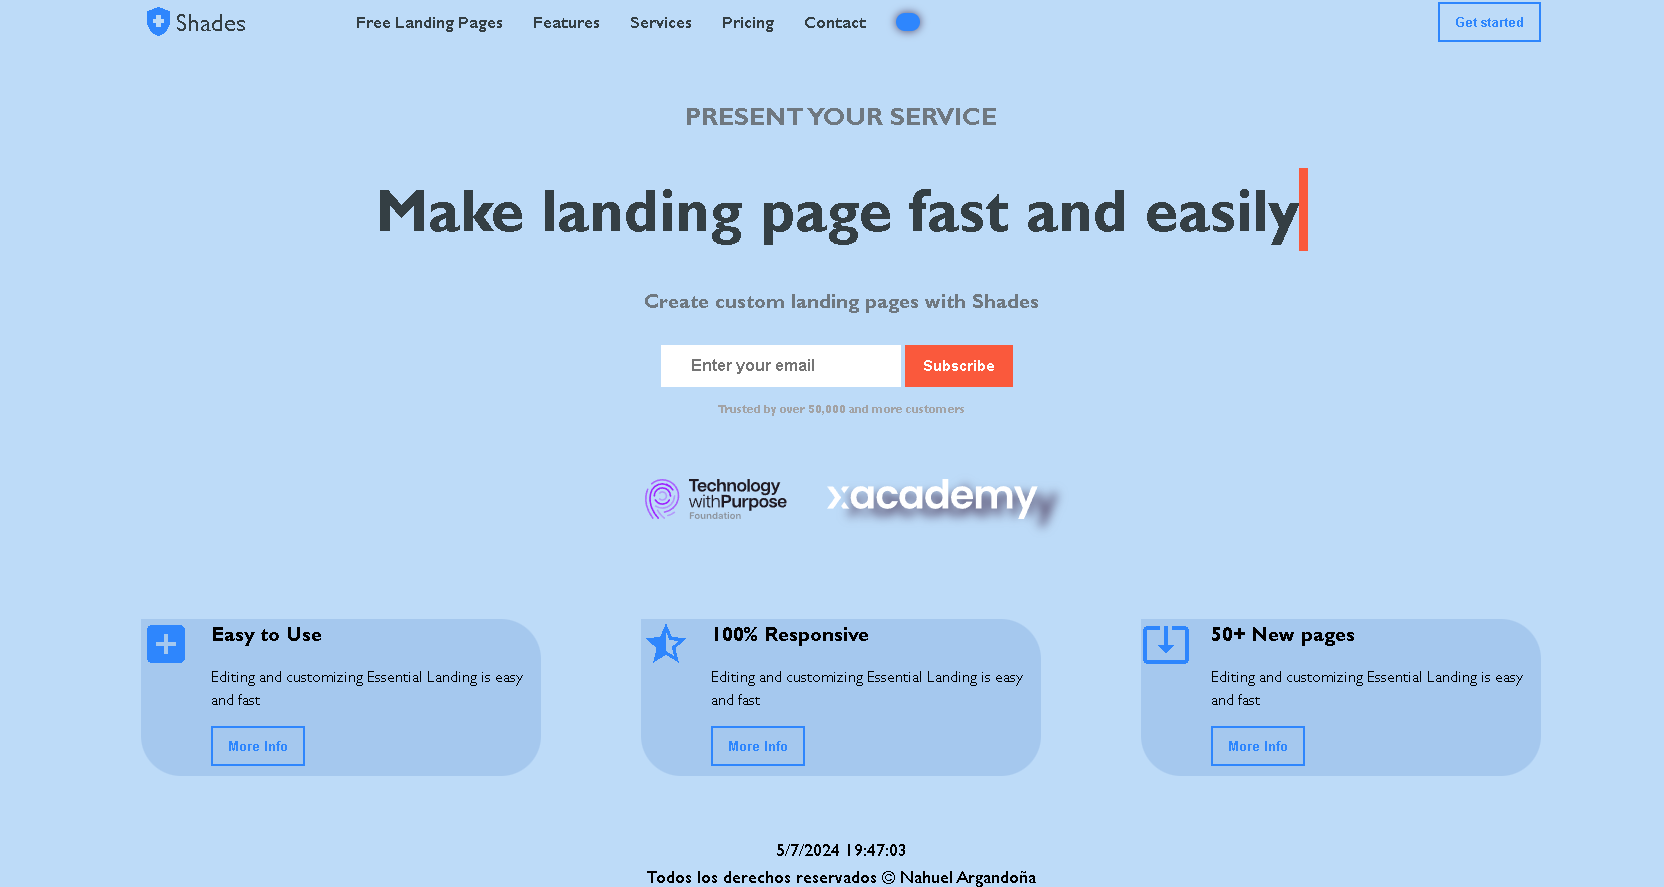 Shades
Free Landing Pages Features Services Pricing Contact
Get started
PRESENT YOUR SERVICE
Make landing page fast and easily
Create custom landing pages with Shades
Enter your email Subscribe
Trusted by over 50,000 and more customers
Technology
withPurpose
Foundation
xacademy
Easy to Use
Editing and customizing Essential Landing is easy
and fast
More Info
100% Responsive
Editing and customizing Essential Landing is easy
and fast
More Info
50+ New pages
Editing and customizing Essential Landing is easy
and fast
More Info
5/7/2024 19:47:03
Todos los derechos reservados © Nahuel Argandoña